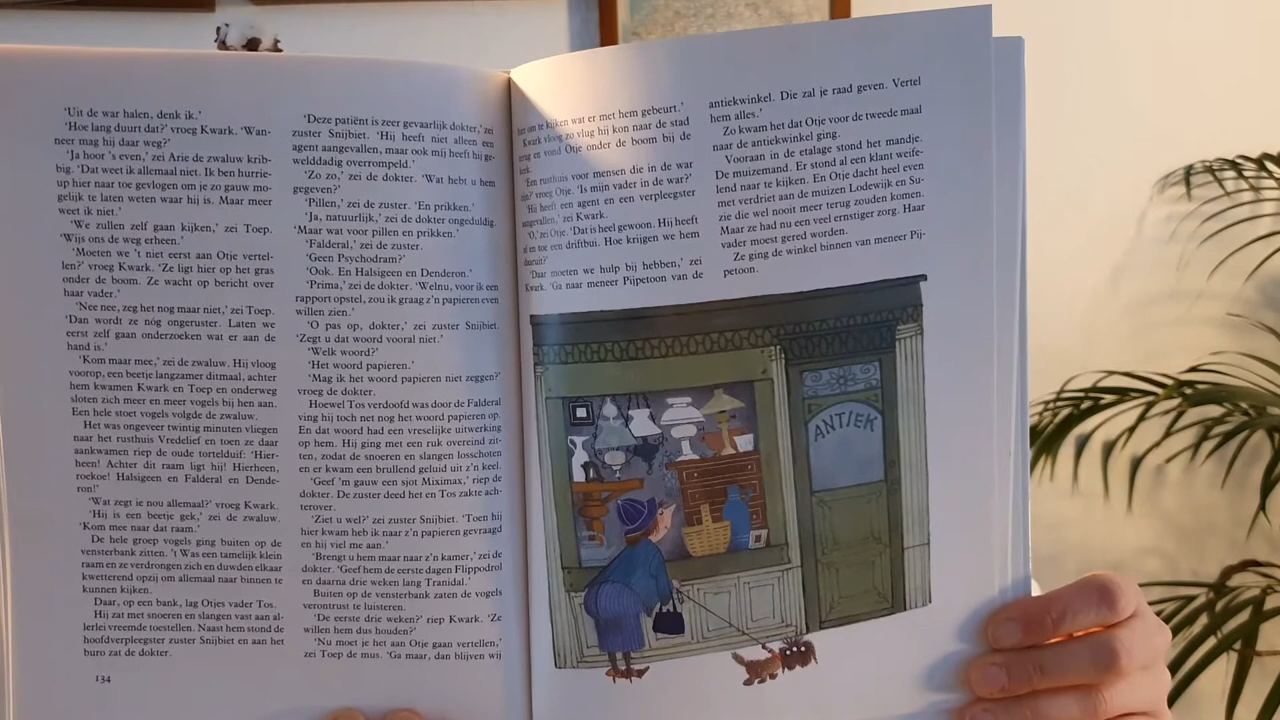 'Uit de war halen, denk ik.'
'Hoe lang duurt dat?' vroeg Kwark. 'Wan-
neer mag hij daar weg?'
'Ja hoor 's even,' zei Arie de zwaluw krib-
big. 'Dat weet ik allemaal niet. Ik ben hurrie-
up hier naar toe gevlogen om je zo gauw mo-
gelijk te laten weten waar hij is. Maar meer
weet ik niet.'
'We zullen zelf gaan kijken,' zei Toep.
'Wijs ons de weg erheen.'
'Moeten we 't niet eerst aan Otje vertel-
len?' vroeg Kwark. 'Ze ligt hier op het gras
onder de boom. Ze wacht op bericht over
haar vader.'
'Nee nee, zeg het nog maar niet,' zei Toep.
'Dan wordt ze nóg ongeruster. Laten we
eerst zelf gaan onderzoeken wat er aan de
hand is.'
'Kom maar mee,' zei de zwaluw. Hij vloog
voorop, een beetje langzamer ditmaal, achter
hem kwamen Kwark en Toep en onderweg
sloten zich meer en meer vogels bij hen aan.
Een hele stoet vogels volgde de zwaluw.
Het was ongeveer twintig minuten vliegen
naar het rusthuis Vredelief en toen ze daar
aankwamen riep de oude tortelduif: 'Hier-
heen! Achter dit raam ligt hij! Hierheen,
roekoe! Halsigeen en Falderal en Dende-
ron!'
'Wat zegt ie nou allemaal?' vroeg Kwark.
'Hij is een beetje gek,' zei de zwaluw.
'Kom mee naar dat raam.'
De hele groep vogels ging buiten op de
vensterbank zitten. 't Was een tamelijk klein
raam en ze verdrongen zich en duwden elkaar
kwetterend opzij om allemaal naar binnen te
kunnen kijken.
Daar, op een bank, lag Otjes vader Tos.
Hij zat met snoeren en slangen vast aan al-
lerlei vreemde toestellen. Naast hem stond de
hoofdverpleegster zuster Snijbiet en aan het
buro zat de dokter.
134
'Deze patiënt is zeer gevaarlijk dokter,' zei
zuster Snijbiet. 'Hij heeft niet alleen een
agent aangevallen, maar ook míj heeft hij ge-
welddadig overrompeld.'
'Zo zo,' zei de dokter. 'Wat hebt u hem
gegeven?'
'Pillen,' zei de zuster. 'En prikken.'
'Ja, natuurlijk,' zei de dokter ongeduldig.
'Maar wat voor pillen en prikken.'
'Falderal,' zei de zuster.
'Geen Psychodram?'
'Ook. En Halsigeen en Denderon.'
'Prima,' zei de dokter. 'Welnu, voor ik een
rapport opstel, zou ik graag z'n papieren even
willen zien.'
'O pas op, dokter,' zei zuster Snijbiet.
'Zegt u dat woord vooral niet.'
'Welk woord?'
'Het woord papieren.'
'Mag ik het woord papieren niet zeggen?'
vroeg de dokter.
Hoewel Tos verdoofd was door de Falderal
ving hij toch net nog het woord papieren op.
En dat woord had een vreselijke uitwerking
op hem. Hij ging met een ruk overeind zit-
ten, zodat de snoeren en slangen losschoten
en er kwam een brullend geluid uit z'n keel.
'Geef 'm gauw een sjot Miximax,' riep de
dokter. De zuster deed het en Tos zakte ach-
terover.
'Ziet u wel?' zei zuster Snijbiet. 'Toen hij
hier kwam heb ik naar z'n papieren gevraagd
en hij viel me aan.'
'Brengt u hem maar naar z'n kamer,' zei de
dokter. 'Geef hem de eerste dagen Flippodrol
en daarna drie weken lang Tranidal.'
Buiten op de vensterbank zaten de vogels
verontrust te luisteren.
'De eerste drie weken?' riep Kwark. 'Ze
willen hem dus houden?'
'Nu moet je het aan Otje gaan vertellen,'
zei Toep de mus. 'Ga maar, dan blijven wij
hier om te kijken wat er met hem gebeurt.'
Kwark vloog zo vlug hij kon naar de stad
terug en vond Otje onder de boom bij de
kerk.
'Een rusthuis voor mensen die in de war
zijn?' vroeg Otje. 'Is mijn vader in de war?'
'Hij heeft een agent en een verpleegster
aangevallen,' zei Kwark.
'O,' zei Otje. 'Dat is heel gewoon. Hij heeft
af en toe een driftbui. Hoe krijgen we hem
daaruit?'
'Daar moeten we hulp bij hebben,' zei
Kwark. 'Ga naar meneer Pijpetoon van de
antiekwinkel. Die zal je raad geven. Vertel
hem alles.'
Zo kwam het dat Otje voor de tweede maal
naar de antiekwinkel ging.
Vooraan in de etalage stond het mandje.
De muizemand. Er stond al een klant weife-
lend naar te kijken. En Otje dacht heel even
met verdriet aan de muizen Lodewijk en Su-
zie die wel nooit meer terug zouden komen.
Maar ze had nu een veel ernstiger zorg. Haar
vader moest gered worden.
Ze ging de winkel binnen van meneer Pij-
petoon.
ANTIEK